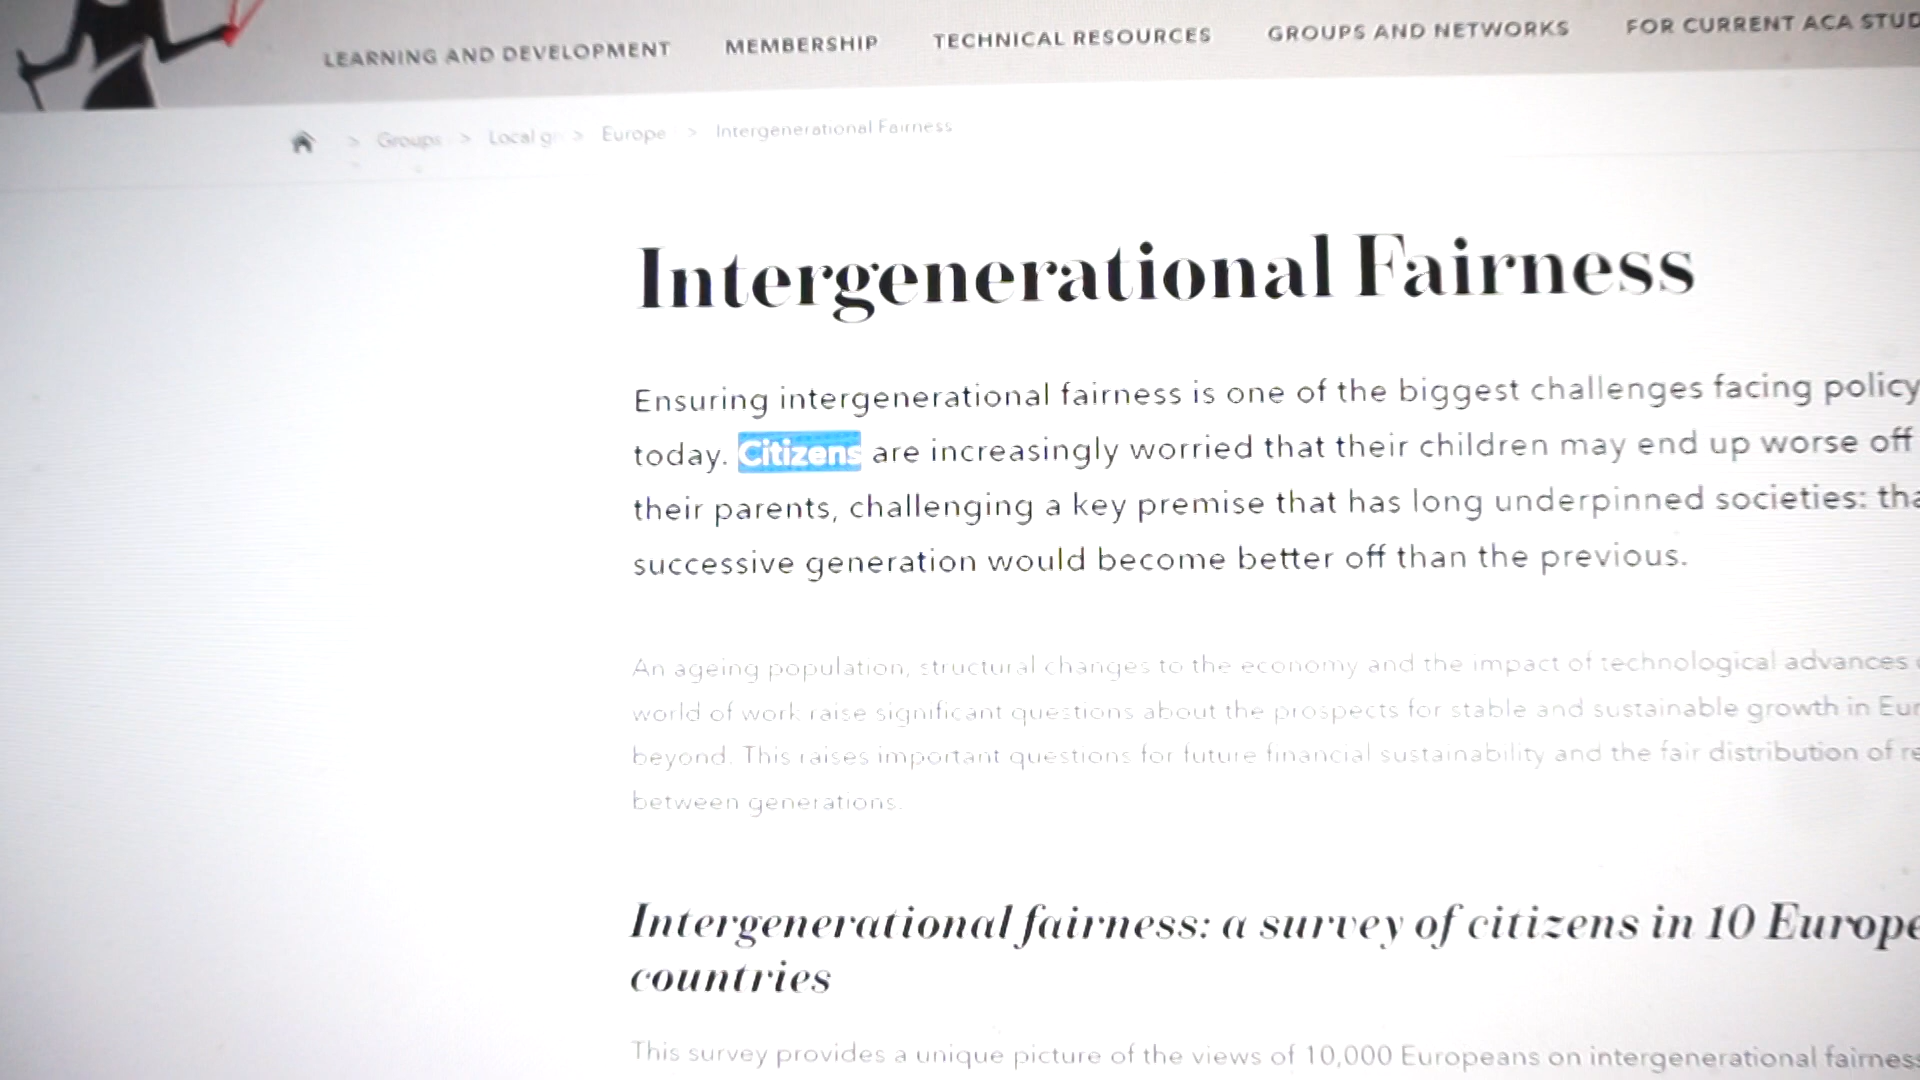 LEARNING AND DEVELOPMENT MEMBERSHIP TECHNICAL RESOURCES GROUPS AND NETWORKS FOR CURRENT ACA STUD
> Groups > Local g > Europe > Intergenerational Fairness
Intergenerational Fairness
Ensuring intergenerational fairness is one of the biggest challenges facing policy
today. Citizens are increasingly worried that their children may end up worse off
their parents, challenging a key premise that has long underpinned societies: tha
successive generation would become better off than the previous.
An ageing population, structural changes to the economy and the impact of technological advances
world of work raise significant questions about the prospects for stable and sustainable growth in Eur
beyond. This raises important questions for future financial sustainability and the fair distribution of re
between generations.
Intergenerational fairness: a survey of citizens in 10 Europe
countries
This survey provides a unique picture of the views of 10,000 Europeans on intergenerational fairness